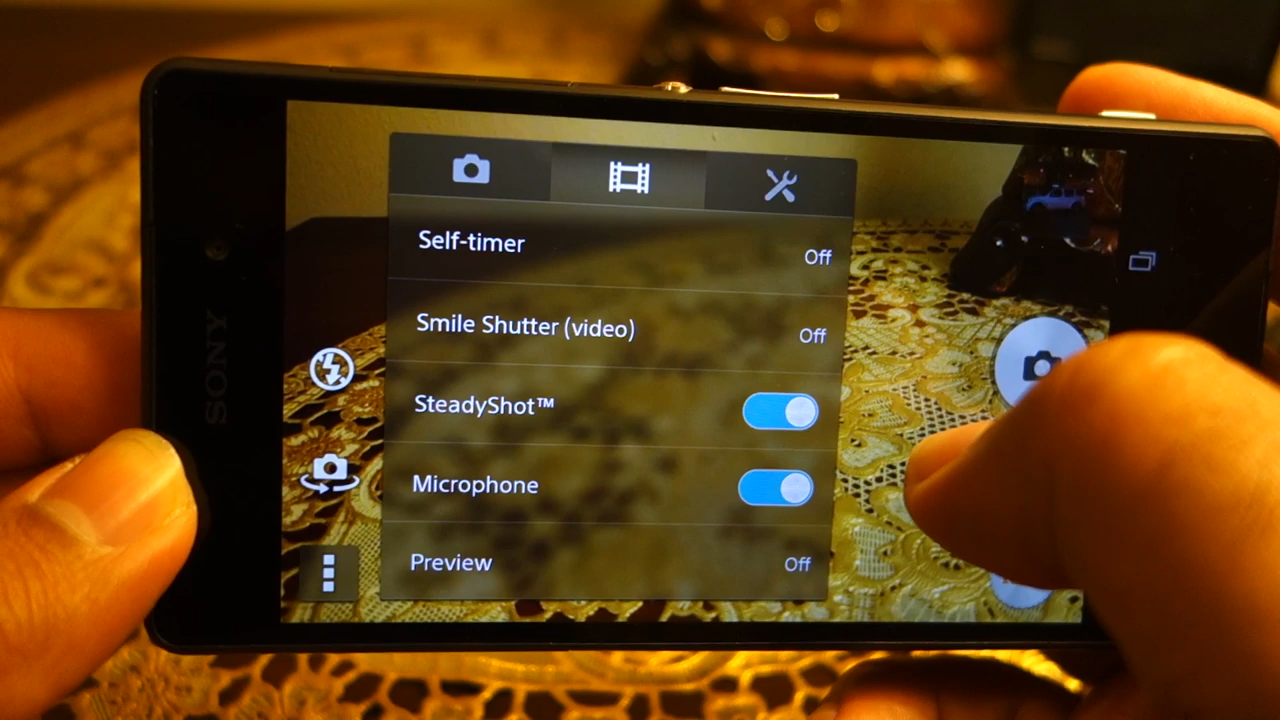 SONY
Self-timer
Off
Smile Shutter (video)
Off
SteadyShot™
Microphone
Preview
Off